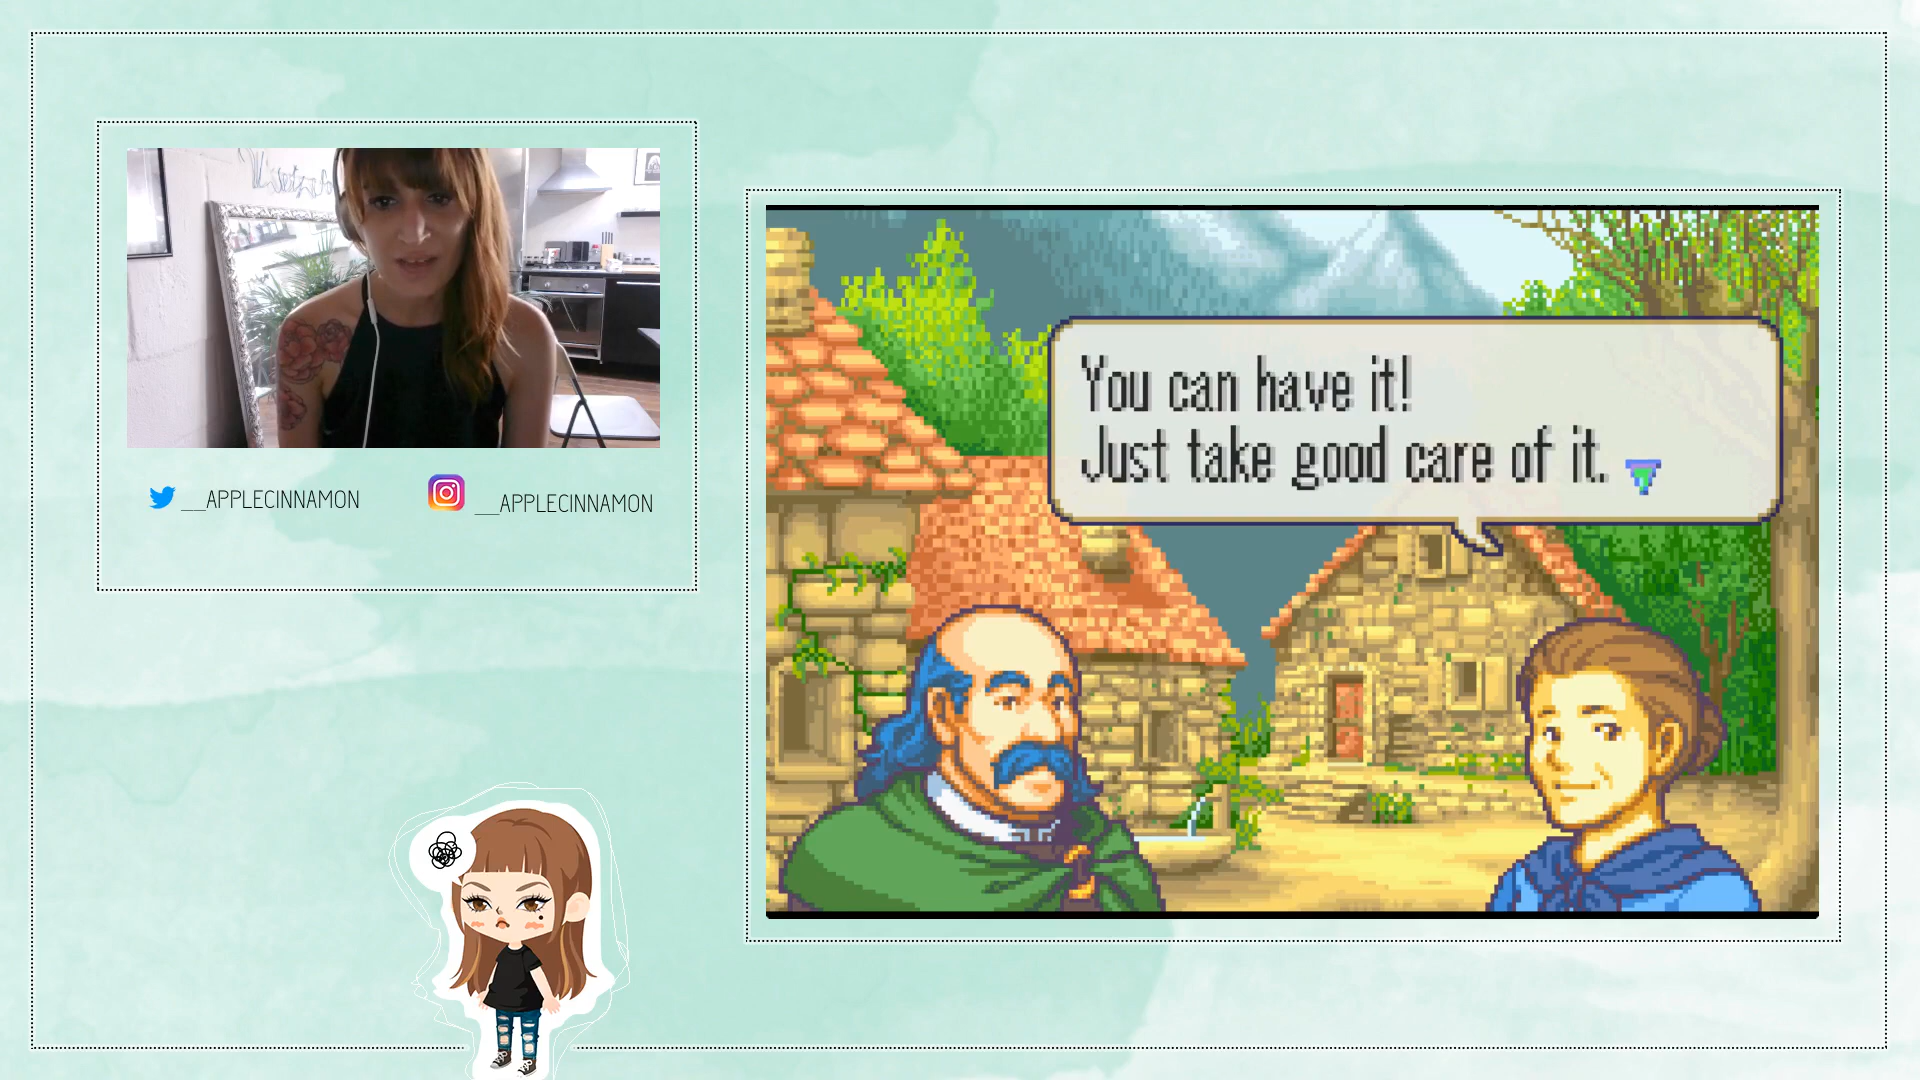 __APPLECINNAMON
__APPLECINNAMON
You can have it!
Just take good care of it.